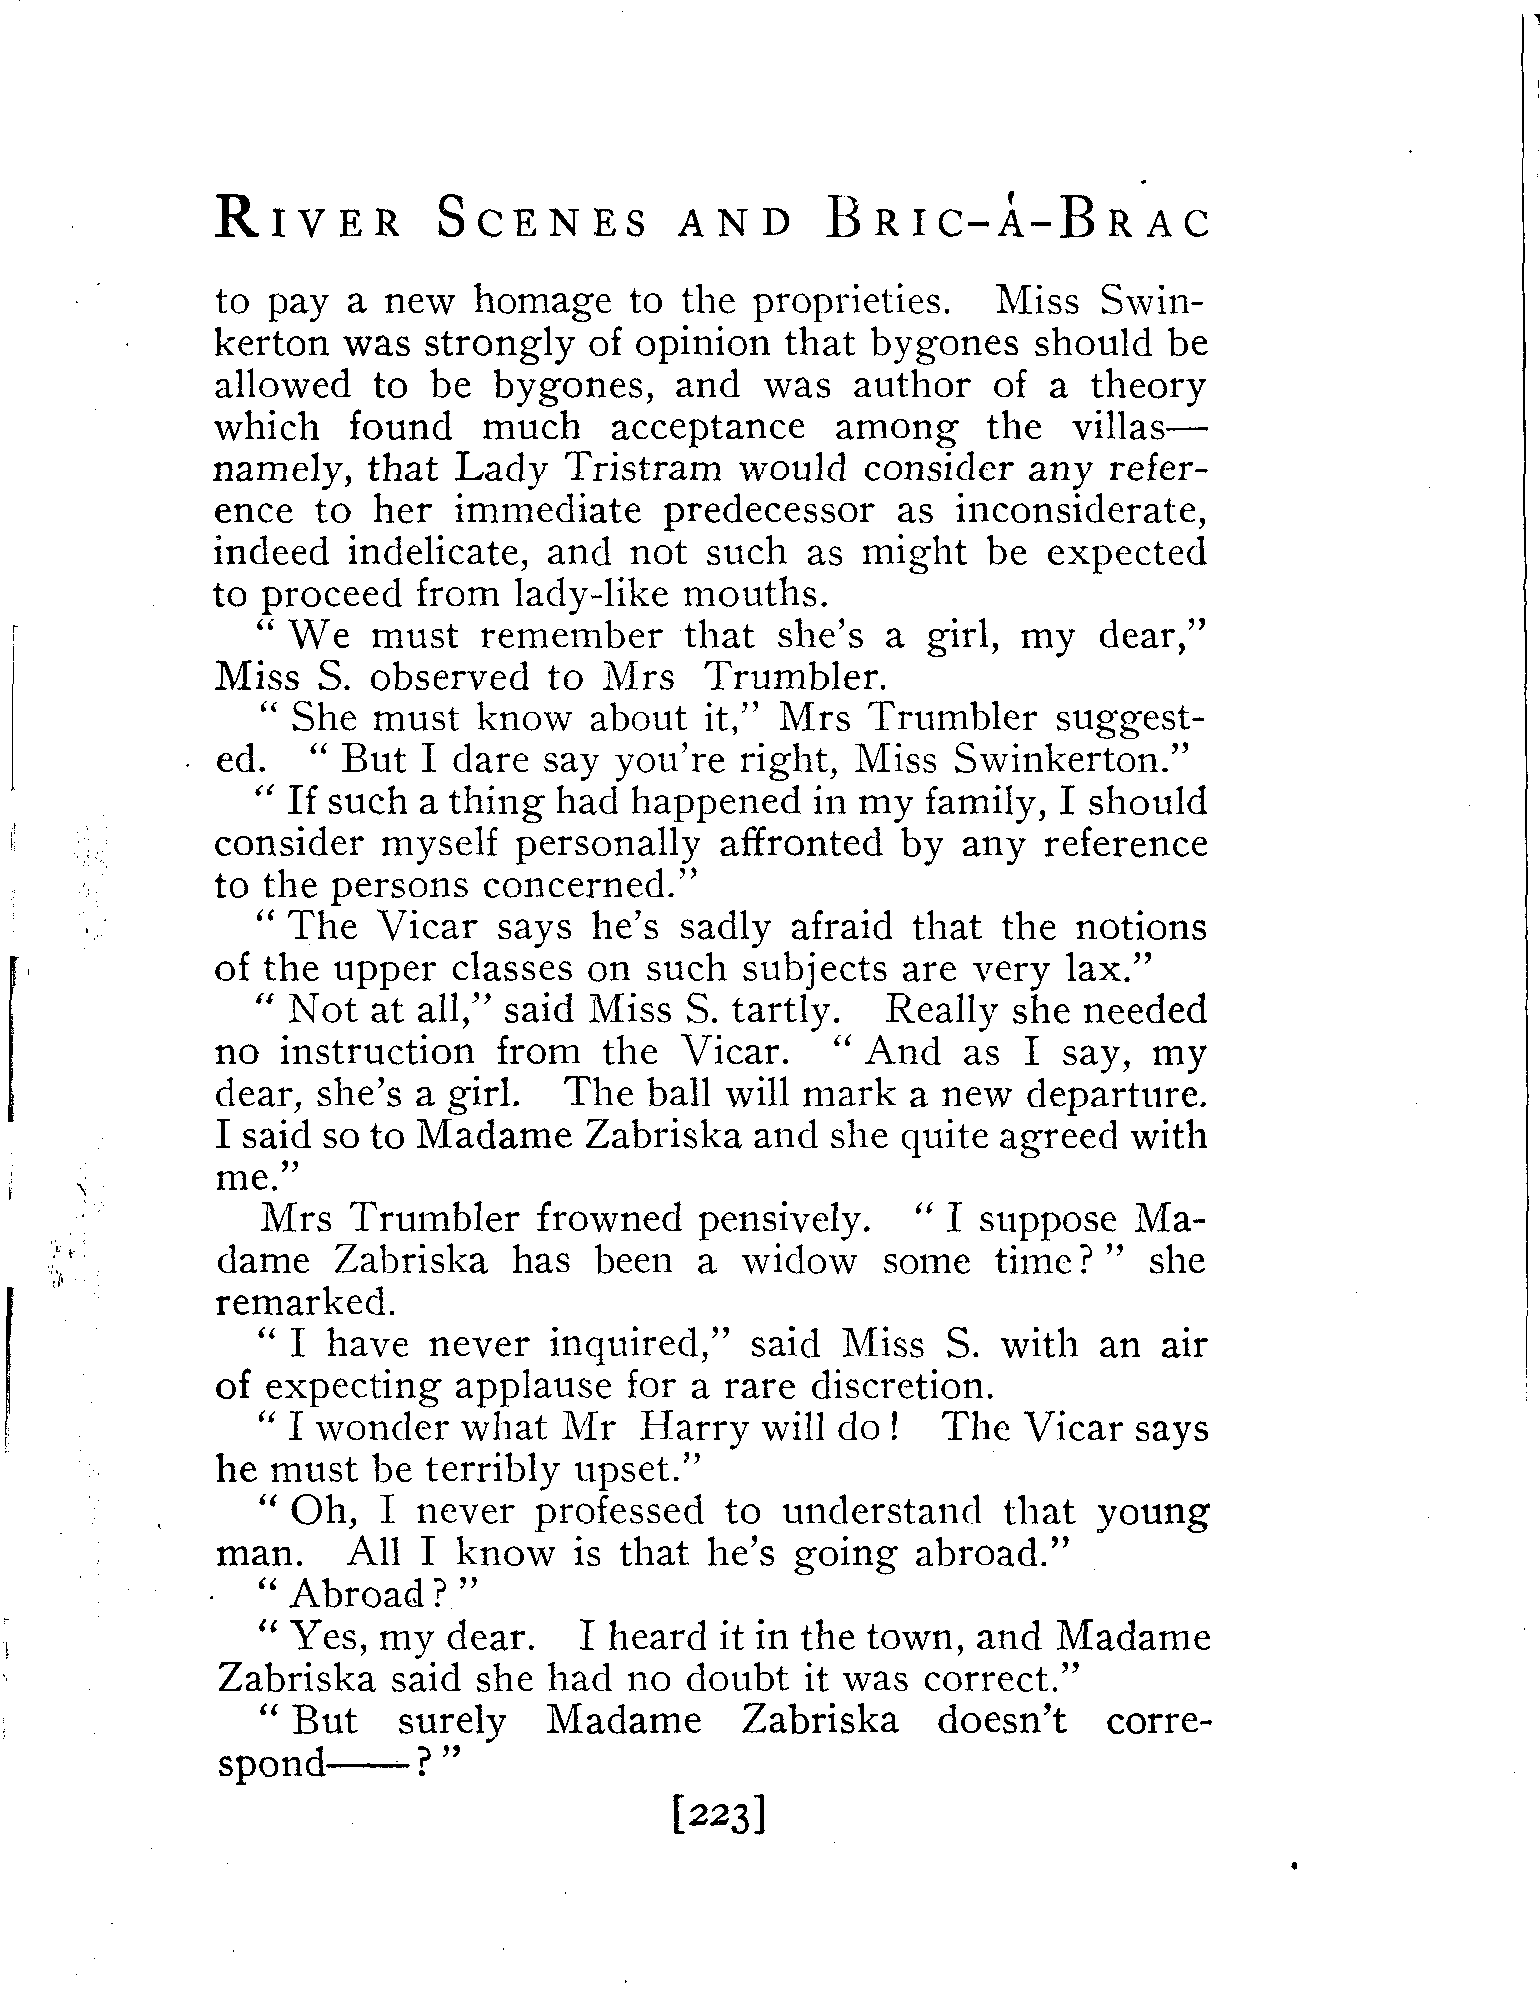 RIVER SCENES AND BRIC-À-BRAC
to pay a new homage to the proprieties. Miss Swin-
kerton was strongly of opinion that bygones should be
allowed to be bygones, and was author of a theory
which found much acceptance among the villas—
namely, that Lady Tristram would consider any refer-
ence to her immediate predecessor as inconsiderate,
indeed indelicate, and not such as might be expected
to proceed from lady-like mouths.
“ We must remember that she’s a girl, my dear,”
Miss S. observed to Mrs Trumbler.
“ She must know about it,” Mrs Trumbler suggest-
ed. “ But I dare say you’re right, Miss Swinkerton.”
“ If such a thing had happened in my family, I should
consider myself personally affronted by any reference
to the persons concerned.”
“ The Vicar says he’s sadly afraid that the notions
of the upper classes on such subjects are very lax.”
“ Not at all,” said Miss S. tartly. Really she needed
no instruction from the Vicar. “ And as I say, my
dear, she’s a girl. The ball will mark a new departure.
I said so to Madame Zabriska and she quite agreed with
me.”
Mrs Trumbler frowned pensively. “ I suppose Ma-
dame Zabriska has been a widow some time? ” she
remarked.
“ I have never inquired,” said Miss S. with an air
of expecting applause for a rare discretion.
“ I wonder what Mr Harry will do ! The Vicar says
he must be terribly upset.”
“ Oh, I never professed to understand that young
man. All I know is that he’s going abroad.”
“ Abroad? ”
“ Yes, my dear. I heard it in the town, and Madame
Zabriska said she had no doubt it was correct.”
“ But surely Madame Zabriska doesn’t corre-
spond——? ”
[223]